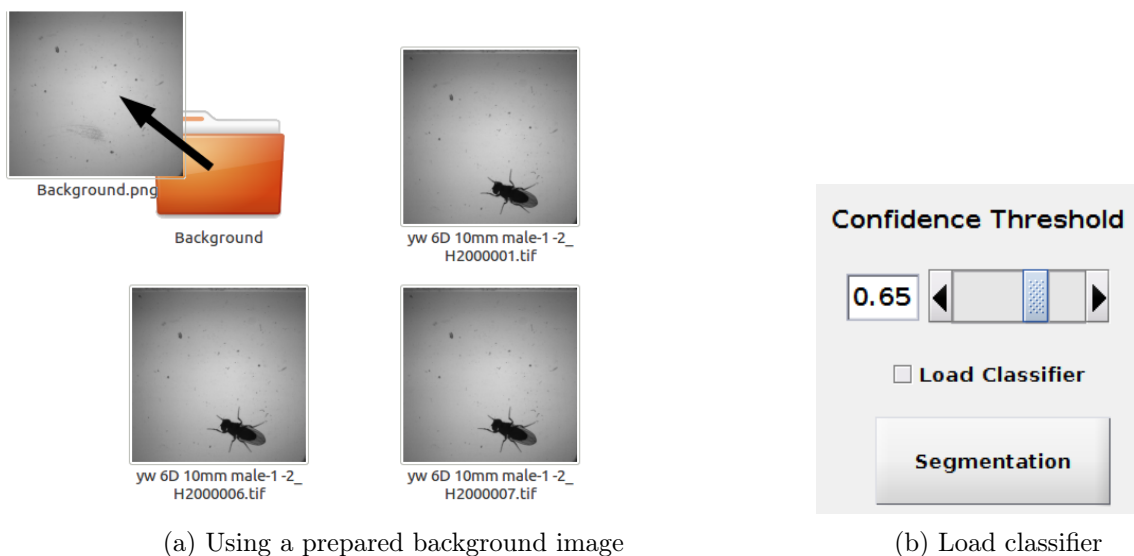 Background.png
Background
yw 6D 10mm male-1 -2_
H2000001.tif
yw 6D 10mm male-1 -2_
H2000006.tif
yw 6D 10mm male-1 -2_
H2000007.tif
(a) Using a prepared background image
Confidence Threshold
0.65
Load Classifier
Segmentation
(b) Load classifier